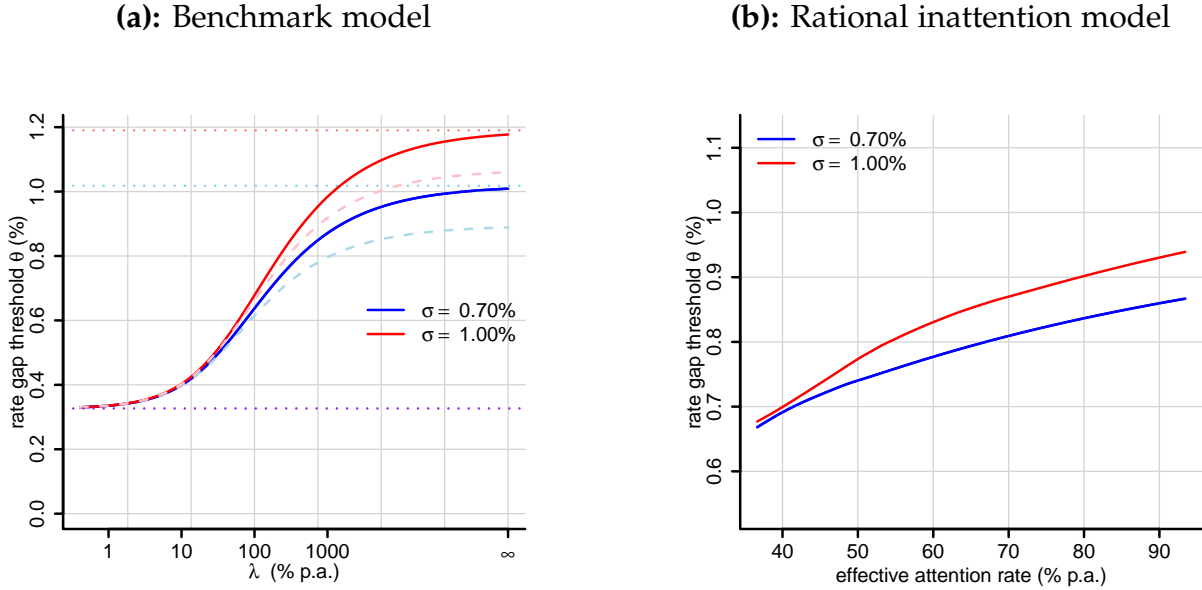 (a): Benchmark model
rate gap threshold θ (%)
1.2
1.0
0.8
0.6
0.4
0.2
0.0
σ = 0.70%
σ = 1.00%
1 10 100 1000 ∞
λ (% p.a.)
(b): Rational inattention model
rate gap threshold θ (%)
1.1
1.0
0.9
0.8
0.7
0.6
σ = 0.70%
σ = 1.00%
40 50 60 70 80 90
effective attention rate (% p.a.)